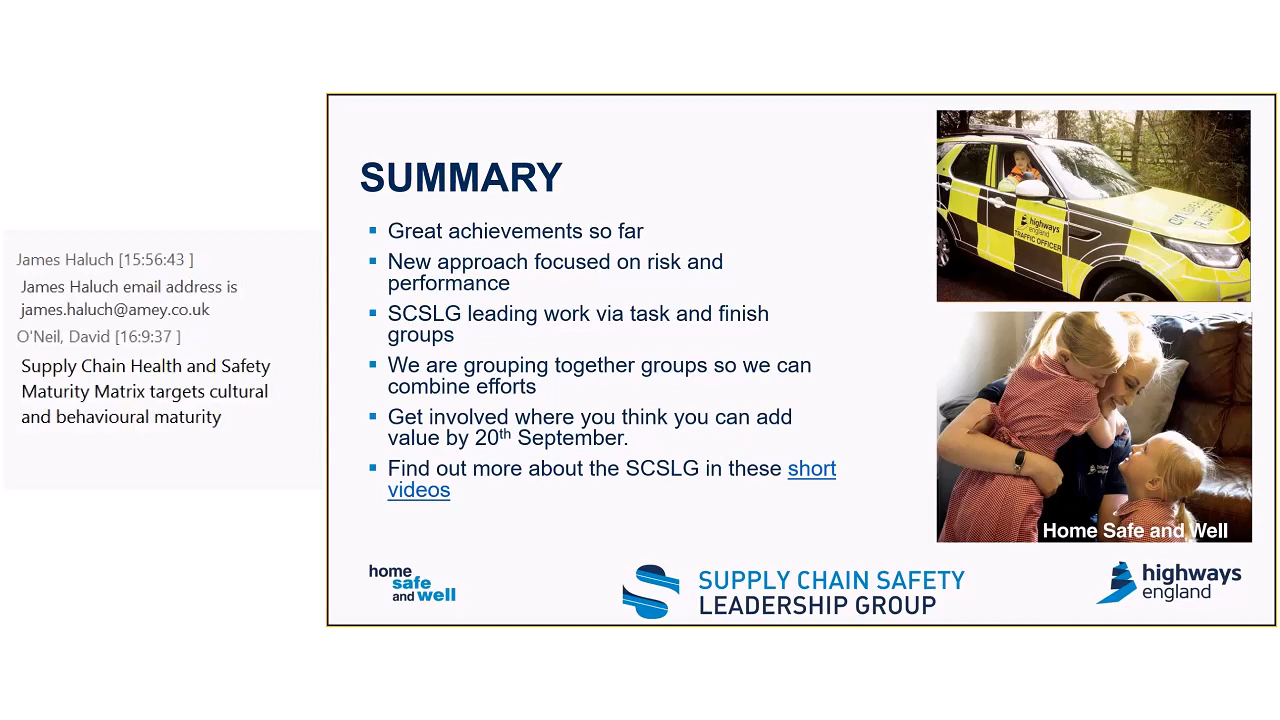 James Haluch [15:56:43 ]
James Haluch email address is
james.haluch@amey.co.uk
O'Neil, David [16:9:37 ]
Supply Chain Health and Safety
Maturity Matrix targets cultural
and behavioural maturity
SUMMARY
▪ Great achievements so far
▪ New approach focused on risk and
performance
▪ SCSLG leading work via task and finish
groups
▪ We are grouping together groups so we can
combine efforts
▪ Get involved where you think you can add
value by 20th September.
▪ Find out more about the SCSLG in these short
videos
highways
england
TRAFFIC OFFICER
Home Safe and Well
home
safe
and well
SUPPLY CHAIN SAFETY
LEADERSHIP GROUP
highways
england